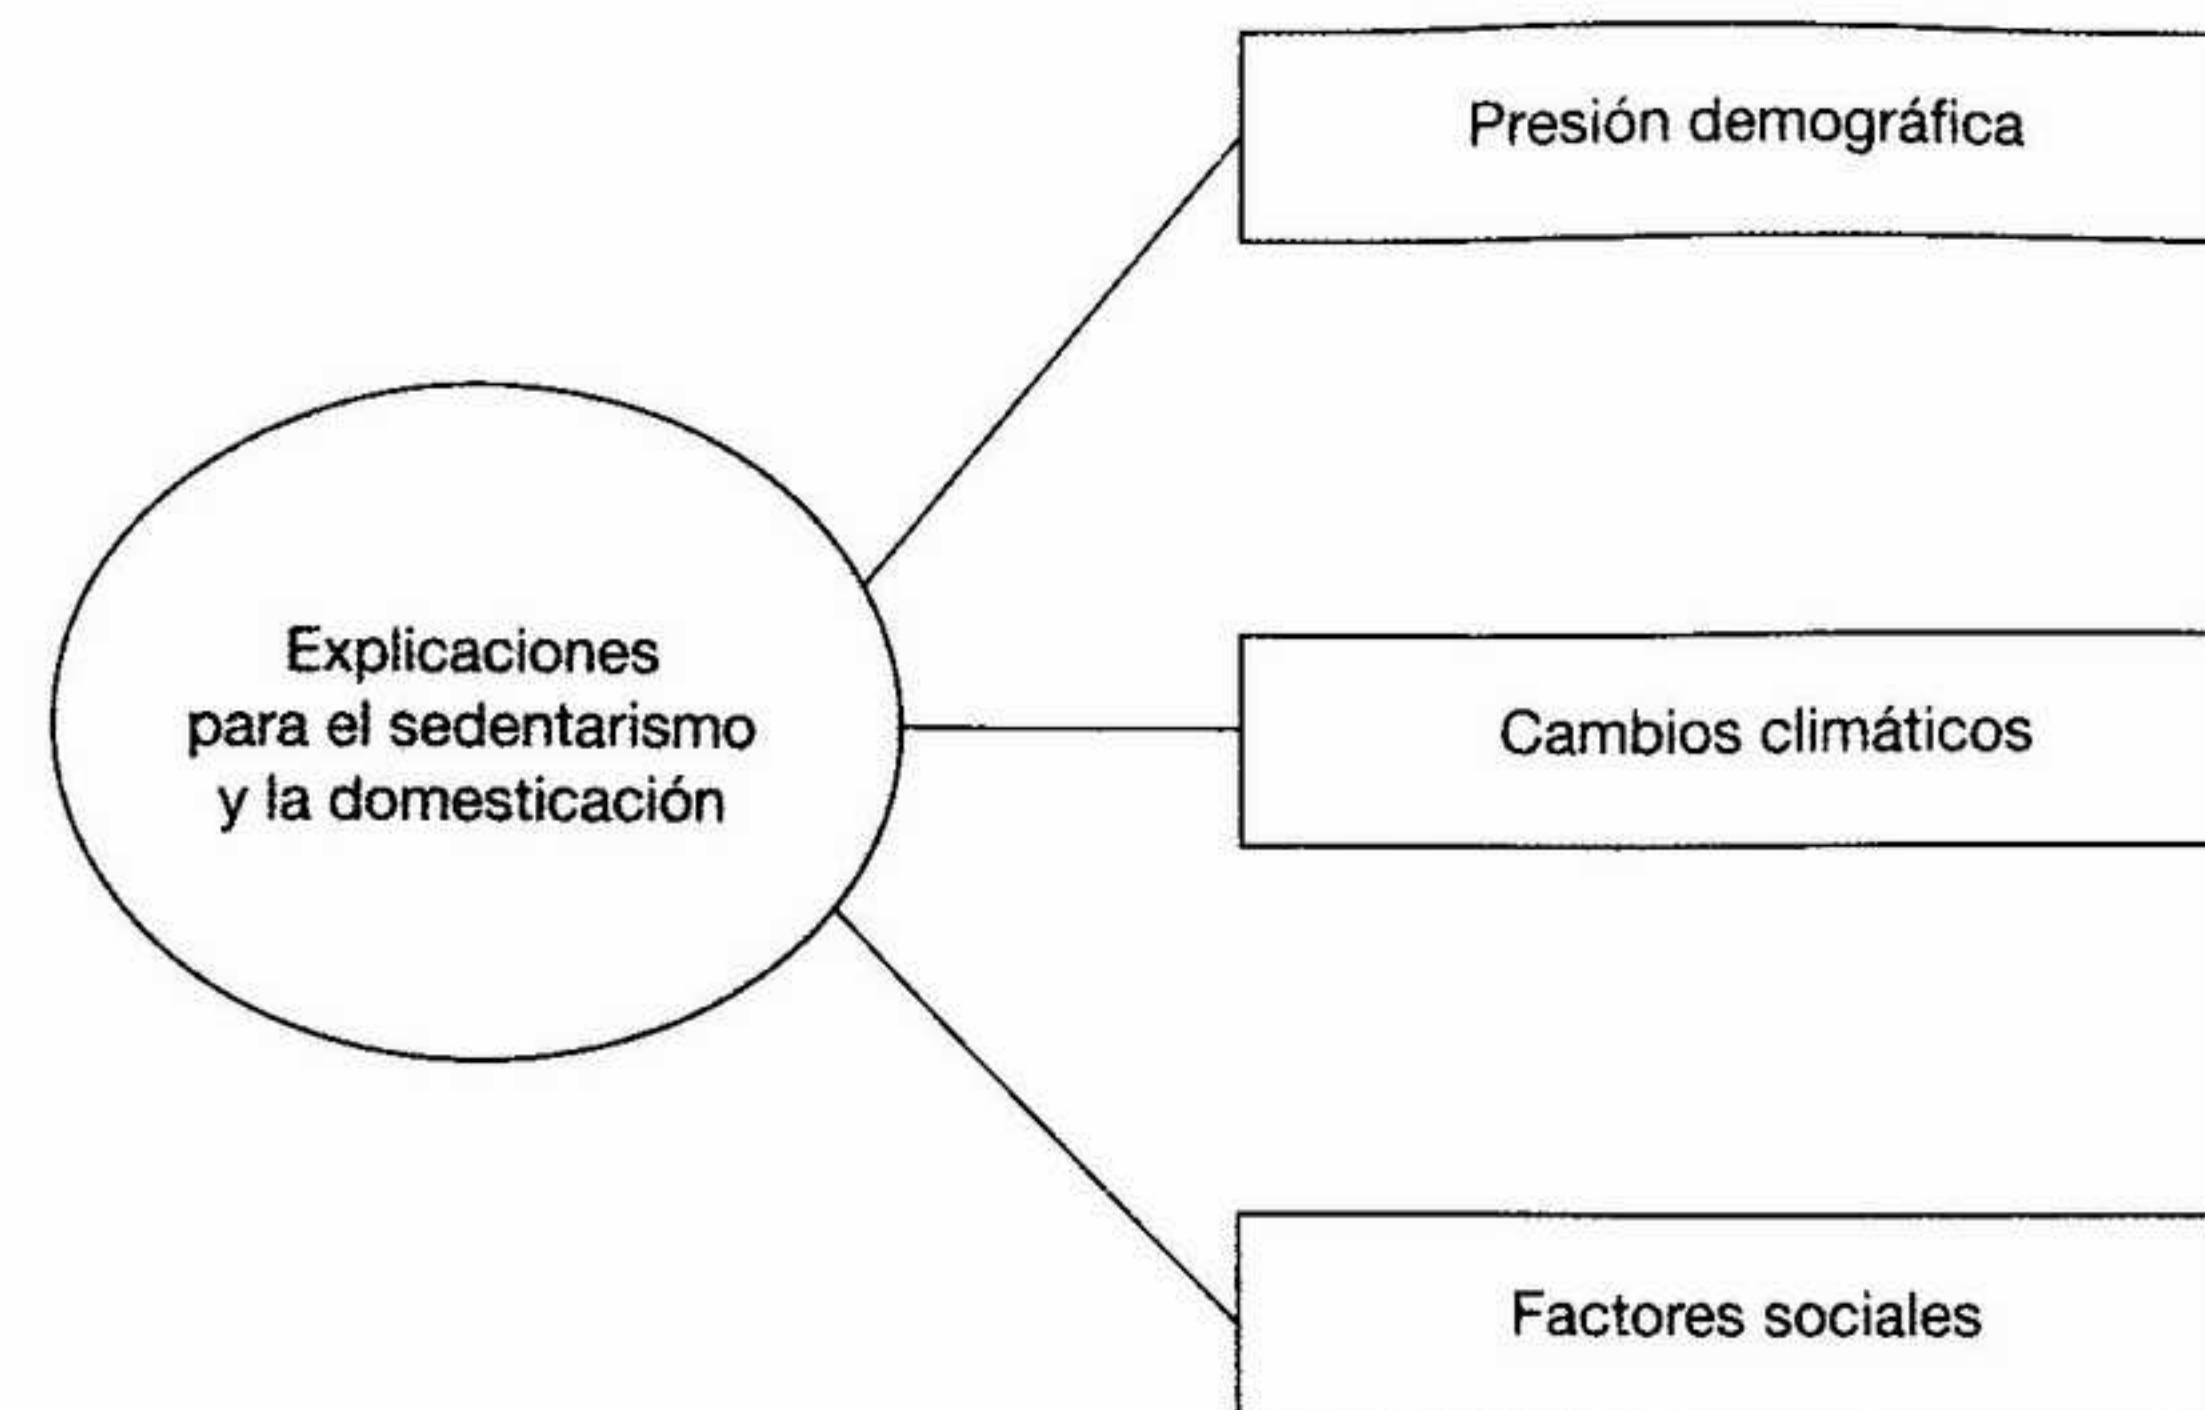 Presión demográfica
Explicaciones
para el sedentarismo
y la domesticación
Cambios climáticos
Factores sociales